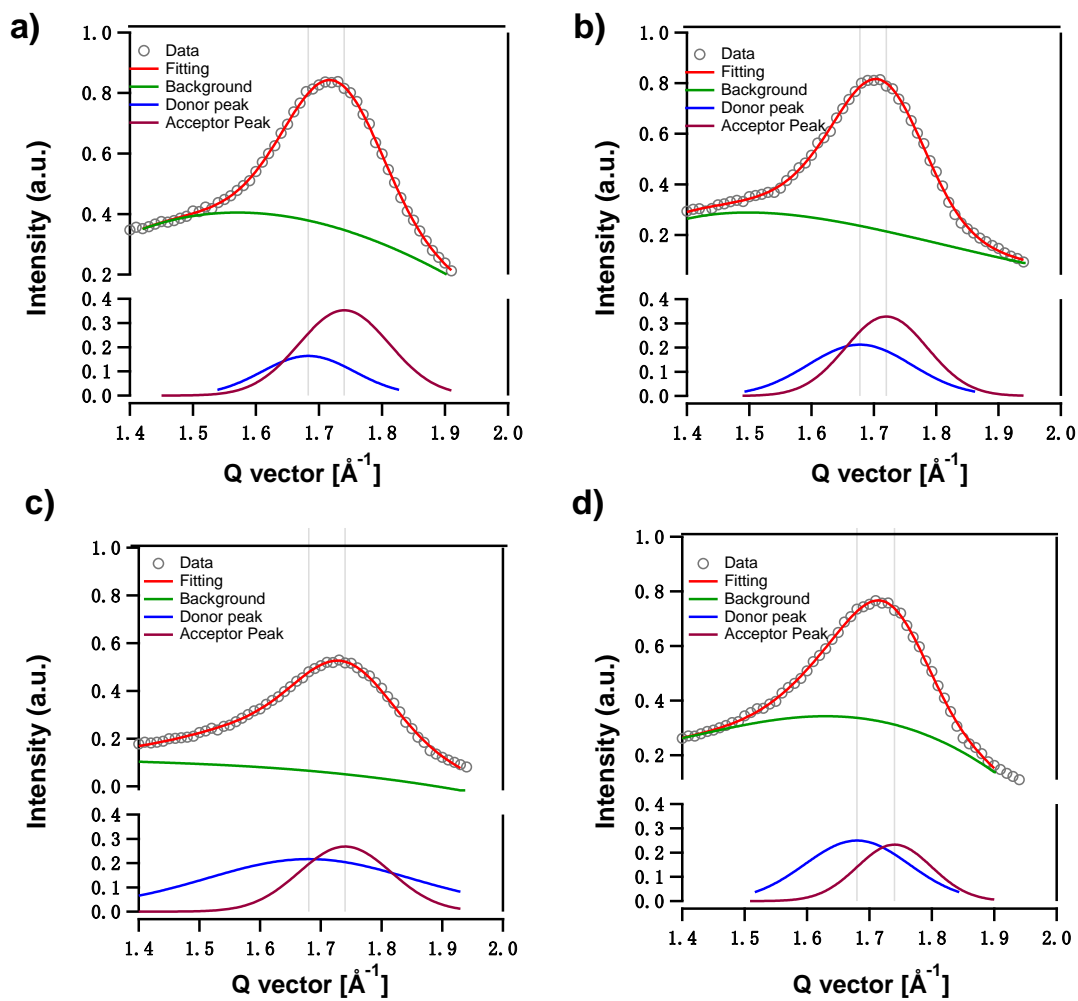 a)
Intensity (a.u.)
1.0
0.8
0.6
0.4
0.2
Data
Fitting
Background
Donor peak
Acceptor Peak
0.4
0.3
0.2
0.1
0.0
1.4 1.5 1.6 1.7 1.8 1.9 2.0
Q vector [Å-1]
b)
Intensity (a.u.)
1.0
0.8
0.6
0.4
0.2
Data
Fitting
Background
Donor peak
Acceptor Peak
0.4
0.3
0.2
0.1
0.0
1.4 1.5 1.6 1.7 1.8 1.9 2.0
Q vector [Å-1]
c)
Intensity (a.u.)
1.0
0.8
0.6
0.4
0.2
0.0
Data
Fitting
Background
Donor peak
Acceptor Peak
0.4
0.3
0.2
0.1
0.0
1.4 1.5 1.6 1.7 1.8 1.9 2.0
Q vector [Å-1]
d)
Intensity (a.u.)
1.0
0.8
0.6
0.4
0.2
Data
Fitting
Background
Donor peak
Acceptor Peak
0.4
0.3
0.2
0.1
0.0
1.4 1.5 1.6 1.7 1.8 1.9 2.0
Q vector [Å-1]